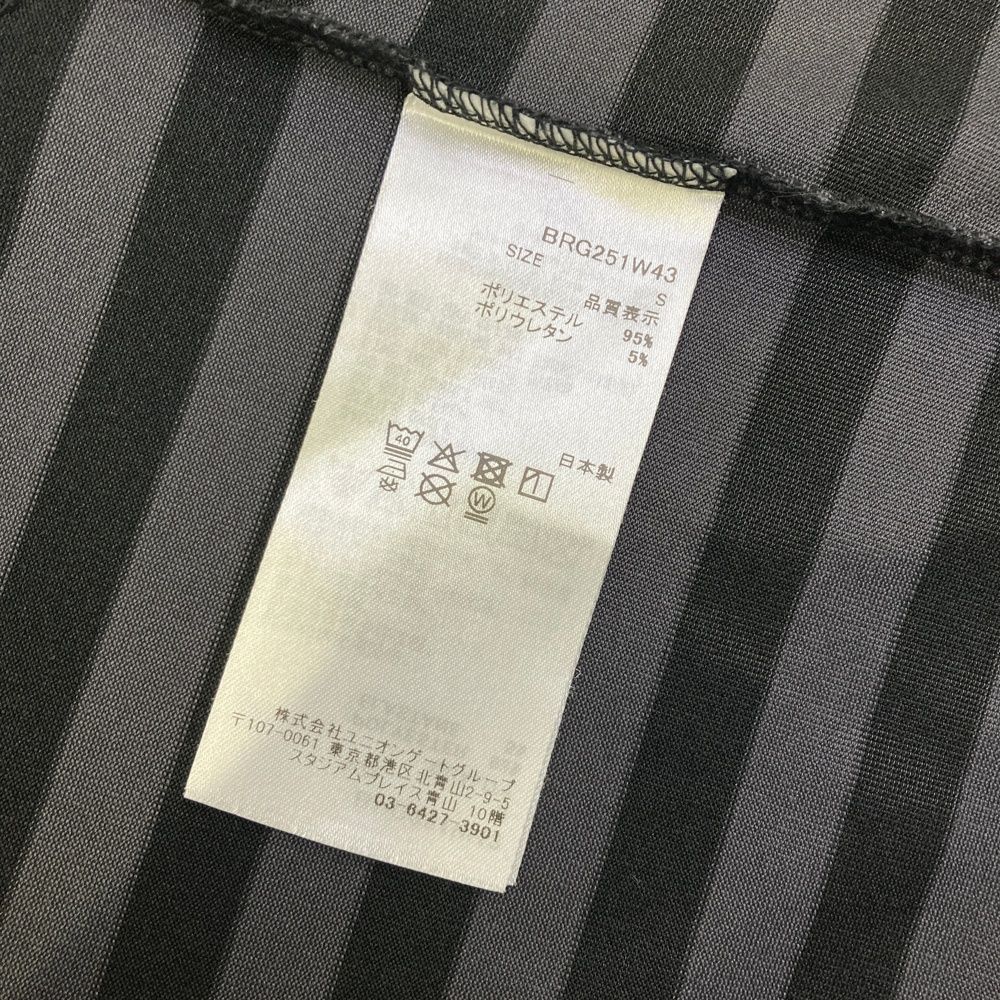 BRG251W43
SIZE S
品質表示
ポリエステル 95%
ポリウレタン 5%
日本製
40
W
株式会社ユニオンゲートグループ
〒107-0061 東京都港区北青山2-9-5
スタジアムプレイス青山 10階
03-6427-3901